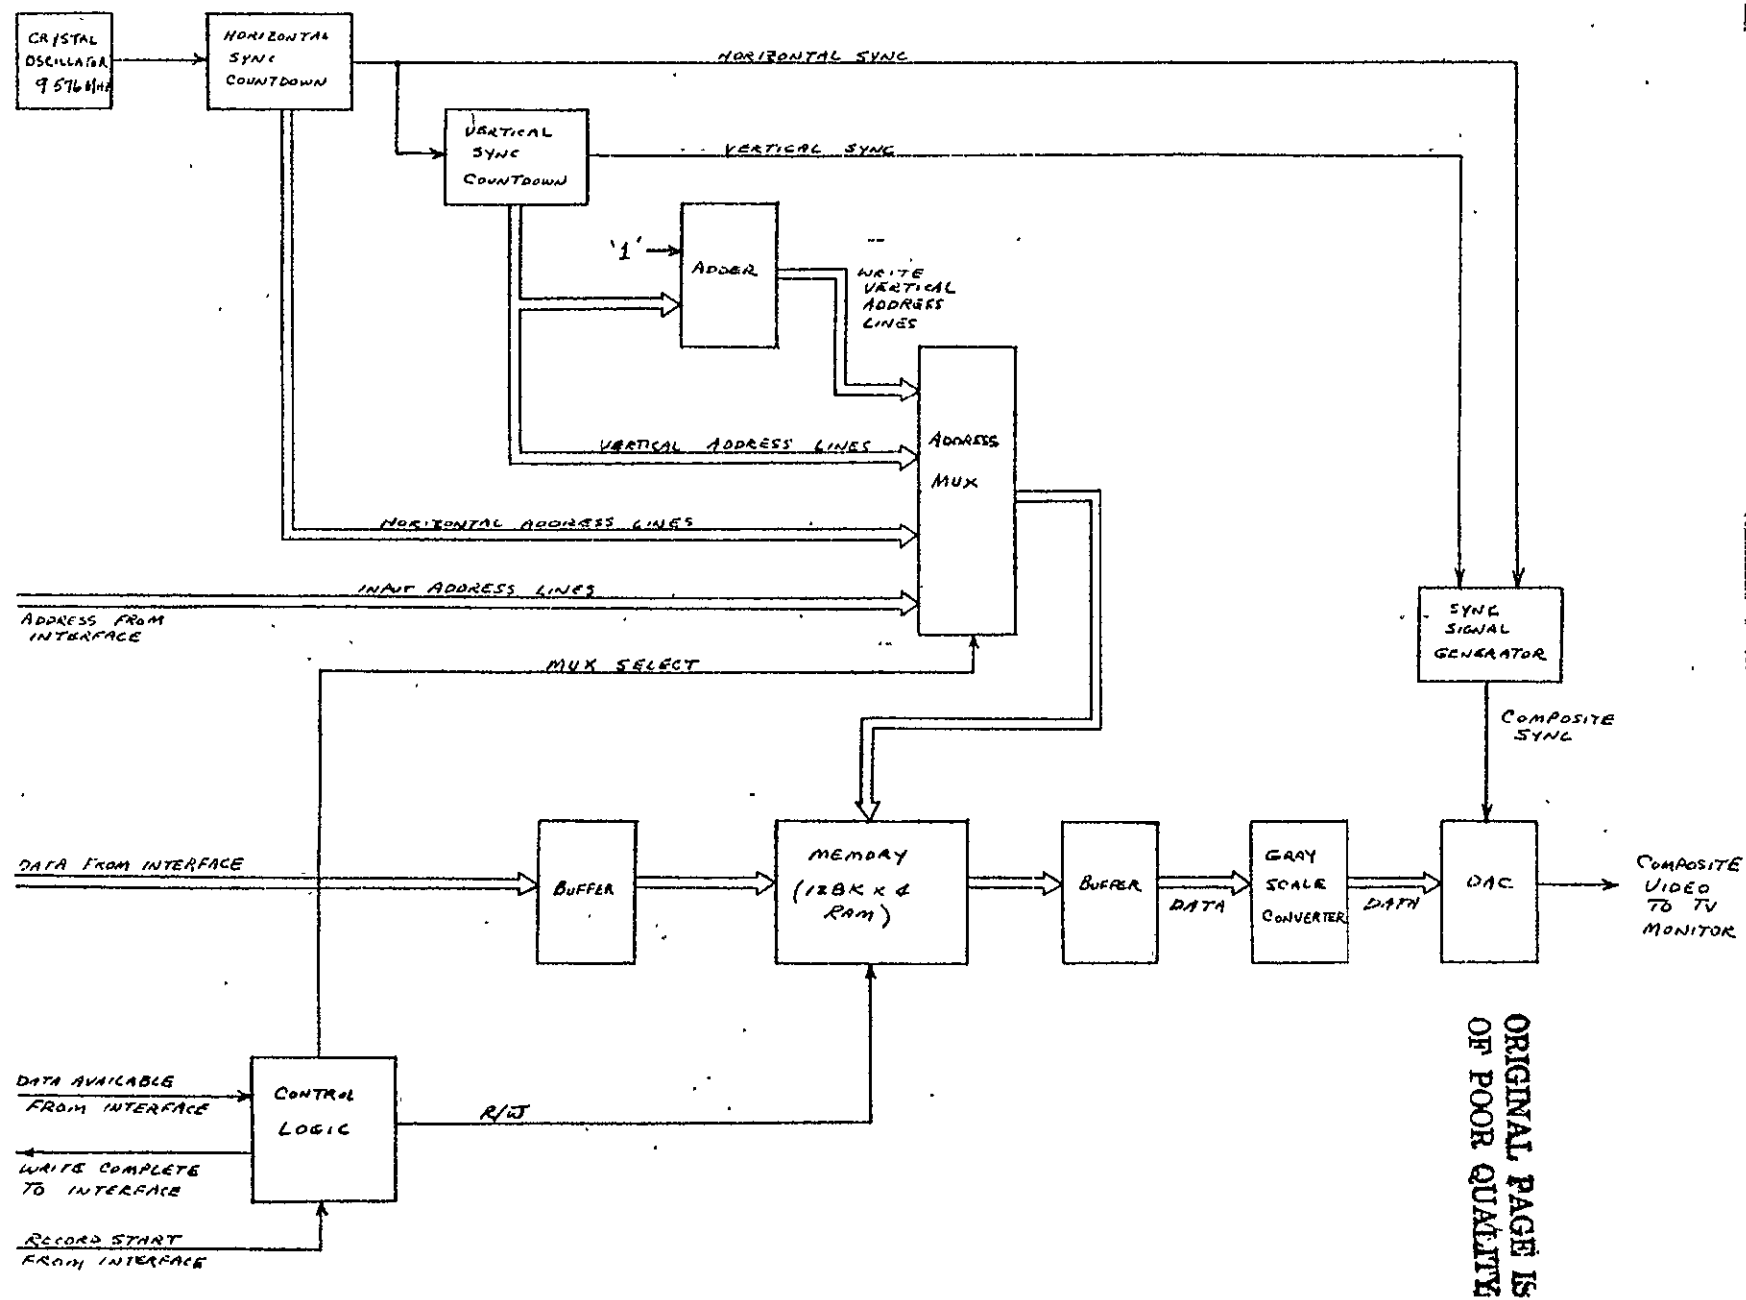 CRYSTAL
OSCILLATOR
9 576
HORIZONTAL
SYNC
COUNTDOWN
HORIZONTAL SYNC
VERTICAL
SYNC
COUNTDOWN
VERTICAL SYNC
'1'
ADDER
WRITE
VERTICAL
ADDRESS
LINES
ADDRESS
MUX
VERTICAL ADDRESS LINES
HORIZONTAL ADDRESS LINES
INPUT ADDRESS LINES
ADDRESS FROM
INTERFACE
MUX SELECT
SYNC
SIGNAL
GENERATOR
COMPOSITE
SYNC
DATA FROM INTERFACE
BUFFER
MEMORY
(128K x 4
RAM)
BUFFER
DATA
GRAY
SCALE
CONVERTER
DATA
DAC
COMPOSITE
VIDEO
TO TV
MONITOR
DATA AVAILABLE
FROM INTERFACE
CONTROL
LOGIC
R/W
WRITE COMPLETE
TO INTERFACE
RECORD START
FROM INTERFACE
ORIGINAL PAGE IS
OF POOR QUALITY